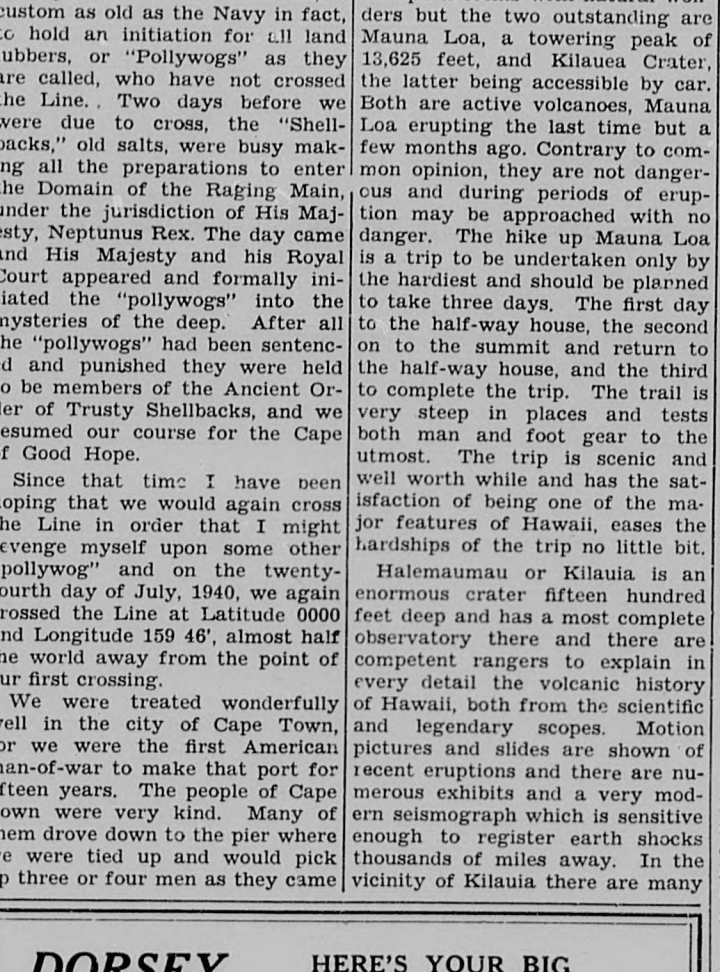 custom as old as the Navy in fact,
to hold an initiation for all land
lubbers, or "Pollywogs" as they
are called, who have not crossed
the Line. . Two days before we
were due to cross, the "Shell-
backs," old salts, were busy mak-
ing all the preparations to enter
the Domain of the Raging Main,
under the jurisdiction of His Maj-
esty, Neptunus Rex. The day came
and His Majesty and his Royal
Court appeared and formally ini-
tiated the "pollywogs" into the
mysteries of the deep. After all
the "pollywogs" had been sentenc-
ed and punished they were held
to be members of the Ancient Or-
der of Trusty Shellbacks, and we
resumed our course for the Cape
of Good Hope.
Since that time I have been
hoping that we would again cross
the Line in order that I might
revenge myself upon some other
"pollywog" and on the twenty-
fourth day of July, 1940, we again
crossed the Line at Latitude 0000
and Longitude 159 46', almost half
the world away from the point of
our first crossing.
We were treated wonderfully
well in the city of Cape Town,
for we were the first American
man-of-war to make that port for
fifteen years. The people of Cape
Town were very kind. Many of
them drove down to the pier where
we were tied up and would pick
up three or four men as they came
ders but the two outstanding are
Mauna Loa, a towering peak of
13,625 feet, and Kilauea Crater,
the latter being accessible by car.
Both are active volcanoes, Mauna
Loa erupting the last time but a
few months ago. Contrary to com-
mon opinion, they are not danger-
ous and during periods of erup-
tion may be approached with no
danger. The hike up Mauna Loa
is a trip to be undertaken only by
the hardiest and should be planned
to take three days. The first day
to the half-way house, the second
on to the summit and return to
the half-way house, and the third
to complete the trip. The trail is
very steep in places and tests
both man and foot gear to the
utmost. The trip is scenic and
well worth while and has the sat-
isfaction of being one of the ma-
jor features of Hawaii, eases the
hardships of the trip no little bit.
Halemaumau or Kilauia is an
enormous crater fifteen hundred
feet deep and has a most complete
observatory there and there are
competent rangers to explain in
every detail the volcanic history
of Hawaii, both from the scientific
and legendary scopes. Motion
pictures and slides are shown of
recent eruptions and there are nu-
merous exhibits and a very mod-
ern seismograph which is sensitive
enough to register earth shocks
thousands of miles away. In the
vicinity of Kilauia there are many
DORSEY
HERE'S YOUR BIG